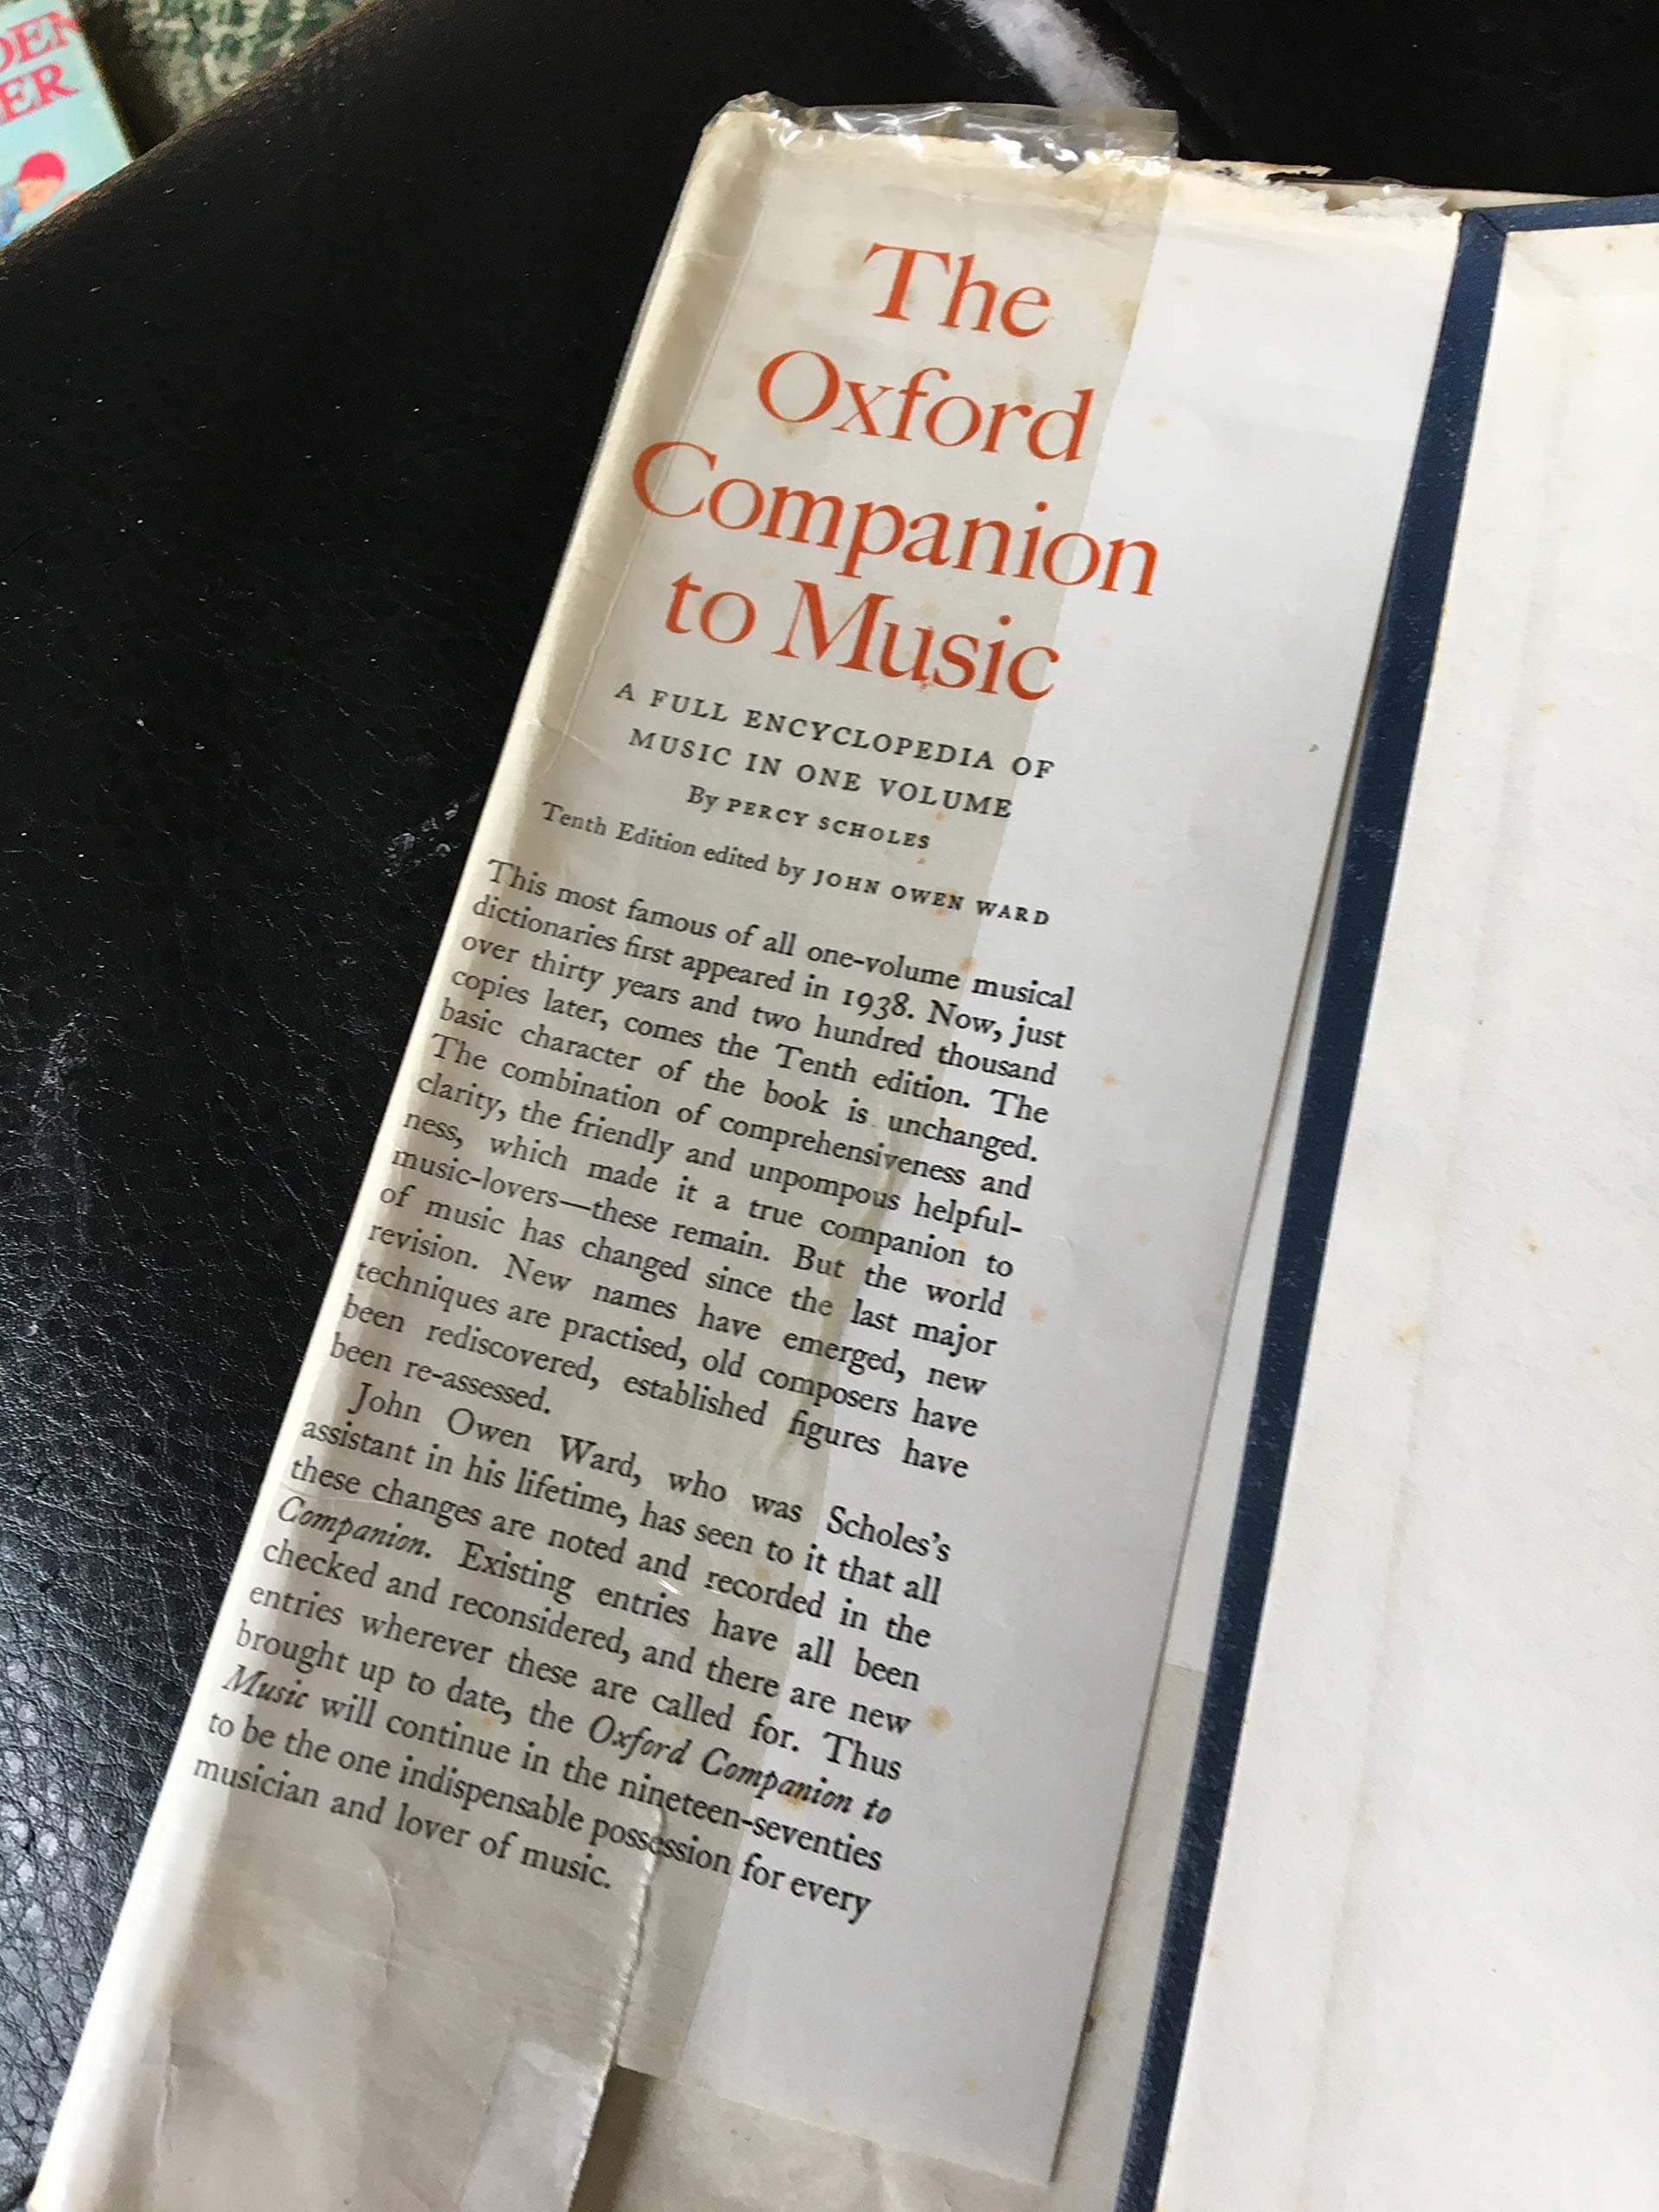 DEN
ER
The
Oxford
Companion
to Music
A FULL ENCYCLOPEDIA OF
MUSIC IN ONE VOLUME
By PERCY SCHOLES
Tenth Edition edited by JOHN OWEN WARD
This most famous of all one-volume musical
dictionaries first appeared in 1938. Now, just
over thirty years and two hundred thousand
copies later, comes the Tenth edition. The
basic character of the book is unchanged.
The combination of comprehensiveness and
clarity, the friendly and unpompous helpful-
ness, which made it a true companion to
music-lovers—these remain. But the world
of music has changed since the last major
revision. New names have emerged, new
techniques are practised, old composers have
been rediscovered, established figures have
been re-assessed.
John Owen Ward, who was Scholes's
assistant in his lifetime, has seen to it that all
these changes are noted and recorded in the
Companion. Existing entries have all been
checked and reconsidered, and there are new
entries wherever these are called for. Thus
brought up to date, the Oxford Companion to
Music will continue in the nineteen-seventies
to be the one indispensable possession for every
musician and lover of music.